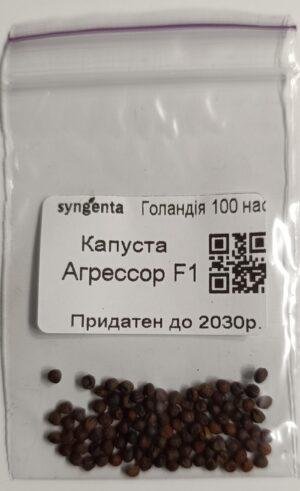 syngenta Голандія 100 нас
Капуста
Агрессор F1
Придатен до 2030р.